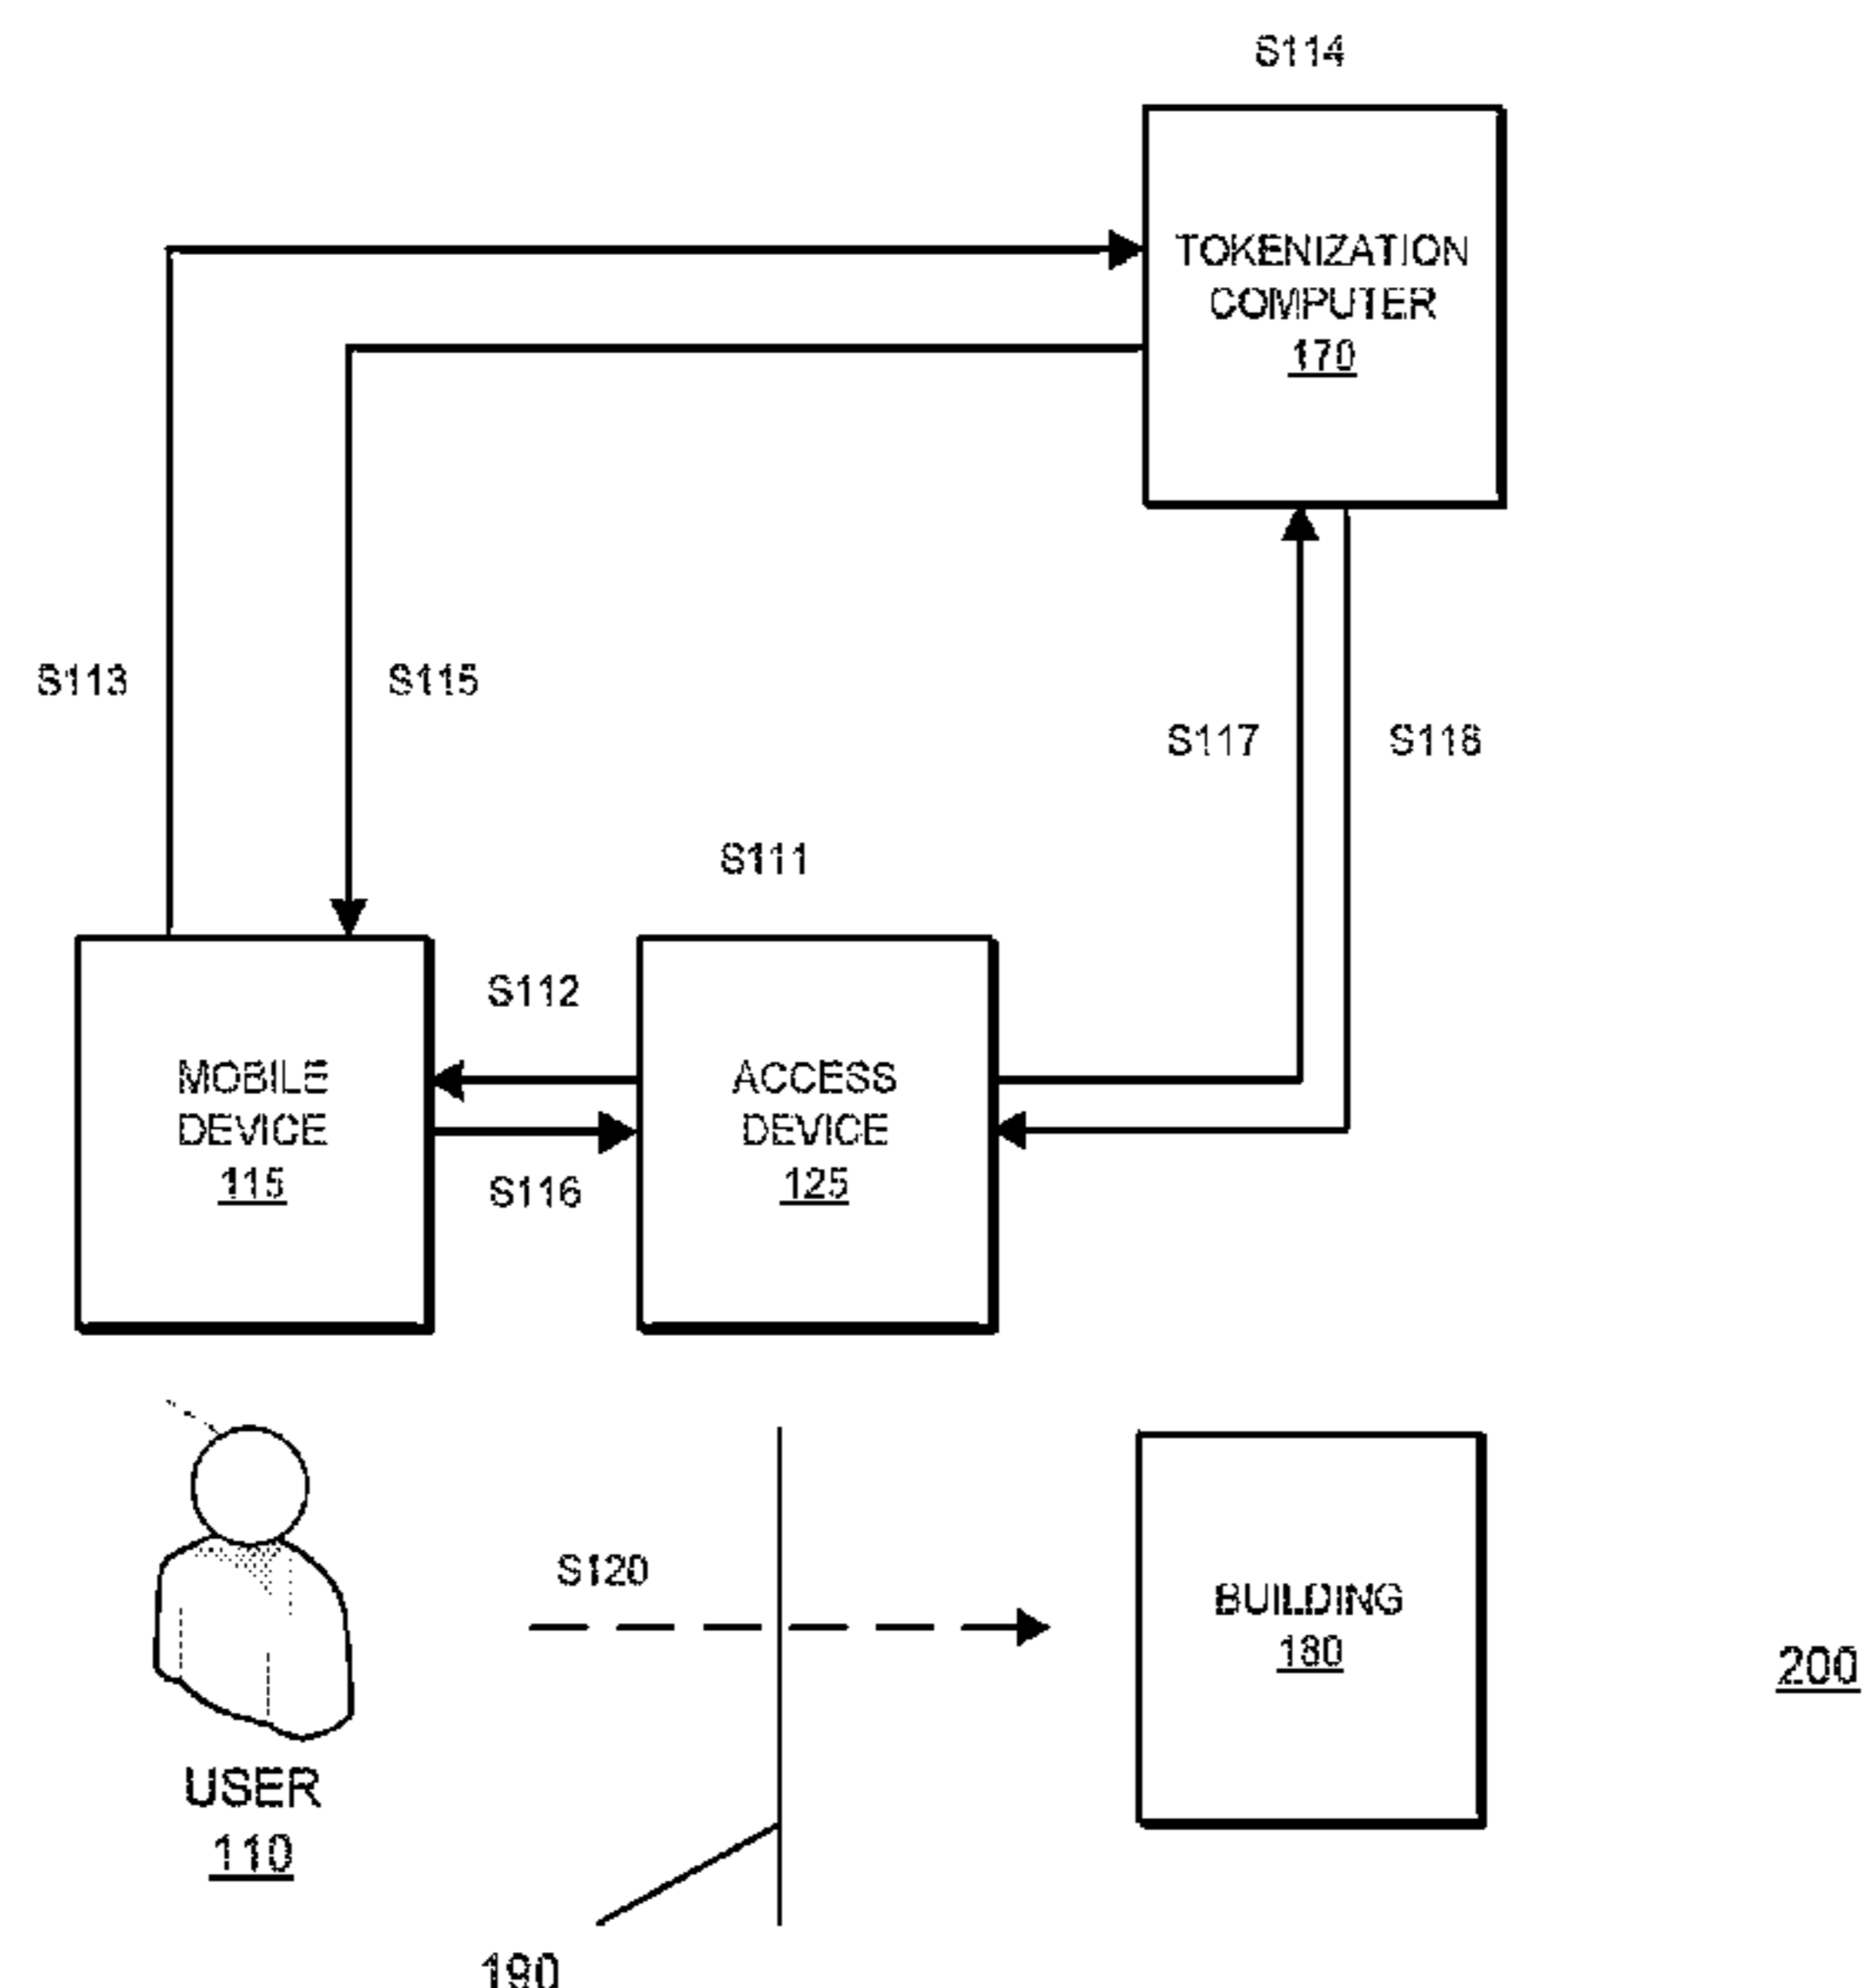 S114
TOKENIZATION
COMPUTER
170
S113
S115
S117
S118
S111
S112
MOBILE
DEVICE
115
ACCESS
DEVICE
125
S116
S120
BUILDING
180
200
USER
110
190